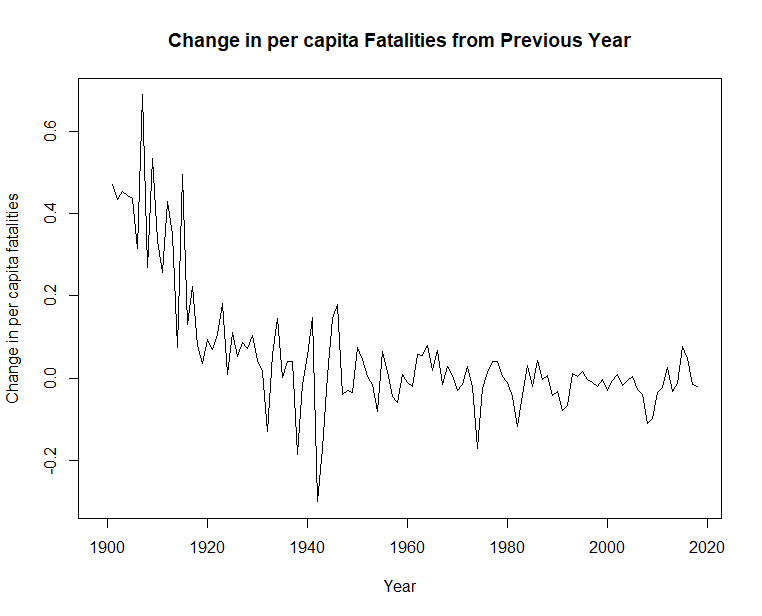 Change in per capita Fatalities from Previous Year
Change in per capita fatalities
0.6
0.4
0.2
0.0
-0.2
1900 1920 1940 1960 1980 2000 2020
Year